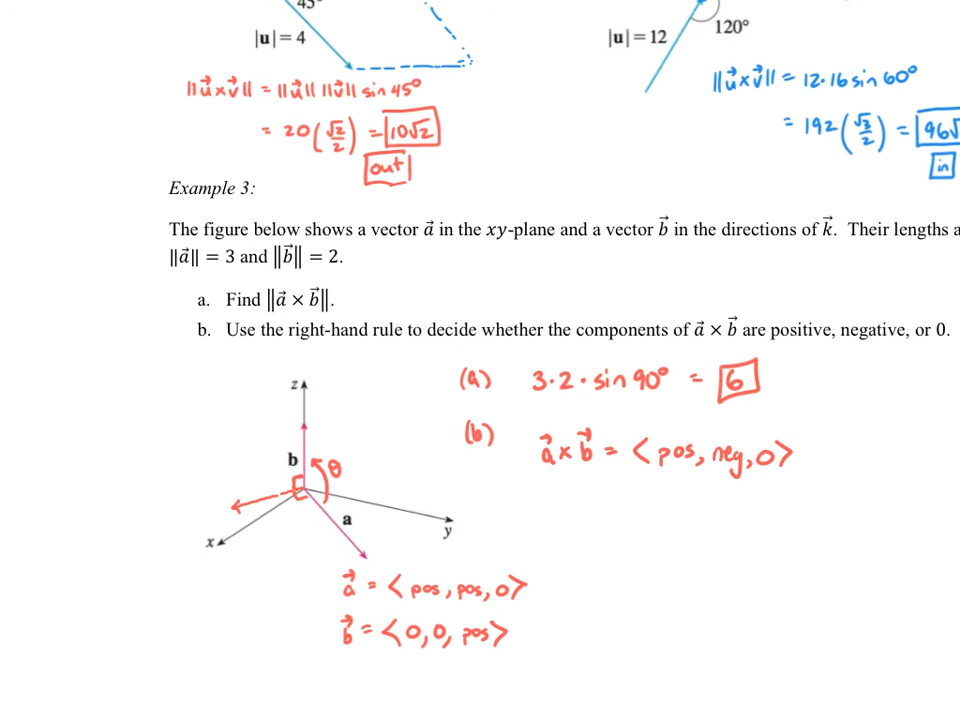 45°
|u| = 4
|u| = 12
120°
||u⃗ x v⃗|| = ||u⃗|| ||v⃗|| sin 45°
= 20 (√2/2) = 10√2
out
||u⃗ x v⃗|| = 12·16 sin 60°
= 192 (√3/2) = 96√
in
Example 3:
The figure below shows a vector a⃗ in the xy-plane and a vector b⃗ in the directions of k⃗. Their lengths a
||a⃗|| = 3 and ||b⃗|| = 2.
a. Find ||a⃗ × b⃗||.
b. Use the right-hand rule to decide whether the components of a⃗ × b⃗ are positive, negative, or 0.
(a) 3·2·sin 90° = 6
(b) a⃗ x b⃗ = <pos, neg, 0>
z
b
θ
a
x
y
a⃗ = <pos, pos, 0>
b⃗ = <0, 0, pos>